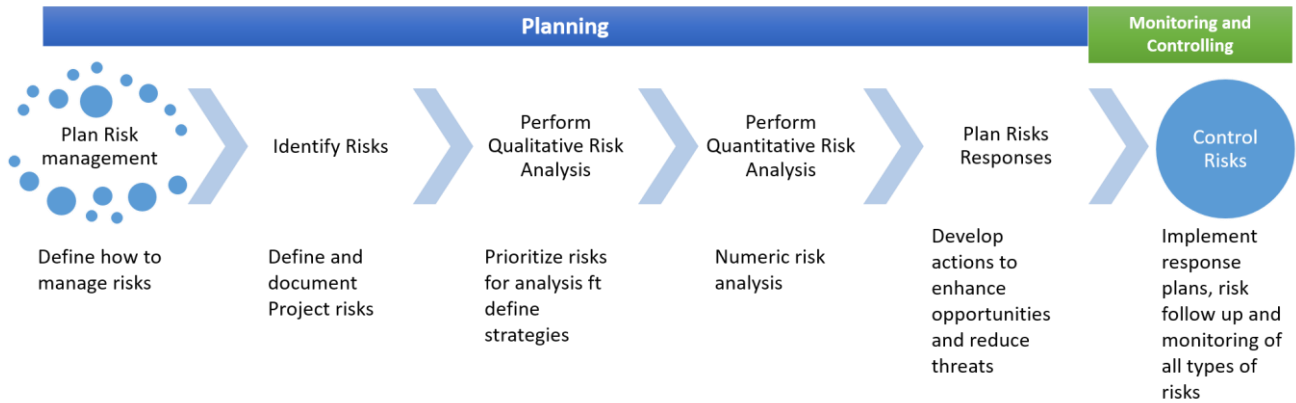 Planning
Monitoring and
Controlling
Plan Risk
management
Identify Risks
Perform
Qualitative Risk
Analysis
Perform
Quantitative Risk
Analysis
Plan Risks
Responses
Control
Risks
Define how to
manage risks
Define and
document
Project risks
Prioritize risks
for analysis ft
define
strategies
Numeric risk
analysis
Develop
actions to
enhance
opportunities
and reduce
threats
Implement
response
plans, risk
follow up and
monitoring of
all types of
risks